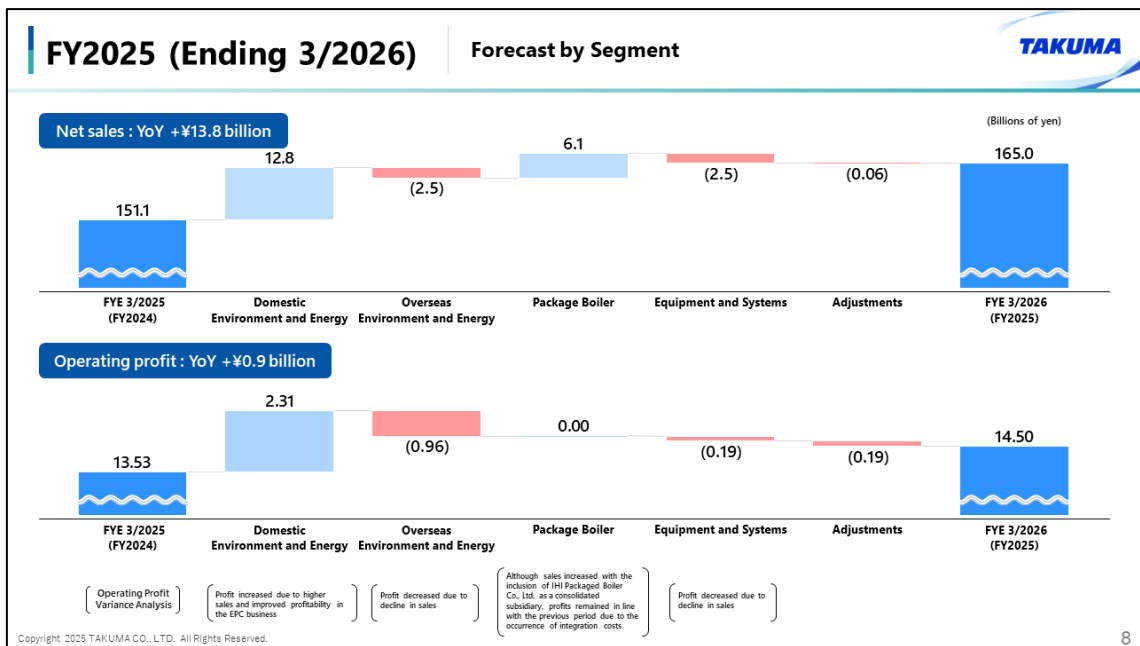 FY2025 (Ending 3/2026)
Forecast by Segment
TAKUMA
Net sales : YoY +¥13.8 billion
(Billions of yen)
151.1
12.8
(2.5)
6.1
(2.5)
(0.06)
165.0
FYE 3/2025
(FY2024)
Domestic
Environment and Energy
Overseas
Environment and Energy
Package Boiler
Equipment and Systems
Adjustments
FYE 3/2026
(FY2025)
Operating profit : YoY +¥0.9 billion
13.53
2.31
(0.96)
0.00
(0.19)
(0.19)
14.50
FYE 3/2025
(FY2024)
Domestic
Environment and Energy
Overseas
Environment and Energy
Package Boiler
Equipment and Systems
Adjustments
FYE 3/2026
(FY2025)
Operating Profit
Variance Analysis
Profit increased due to higher
sales and improved profitability in
the EPC business
Profit decreased due to
decline in sales
Although sales increased with the
inclusion of IHI Packaged Boiler
Co., Ltd. as a consolidated
subsidiary, profits remained in line
with the previous period due to the
occurrence of integration costs
Profit decreased due to
decline in sales
Copyright 2025 TAKUMA CO., LTD. All Rights Reserved.
8